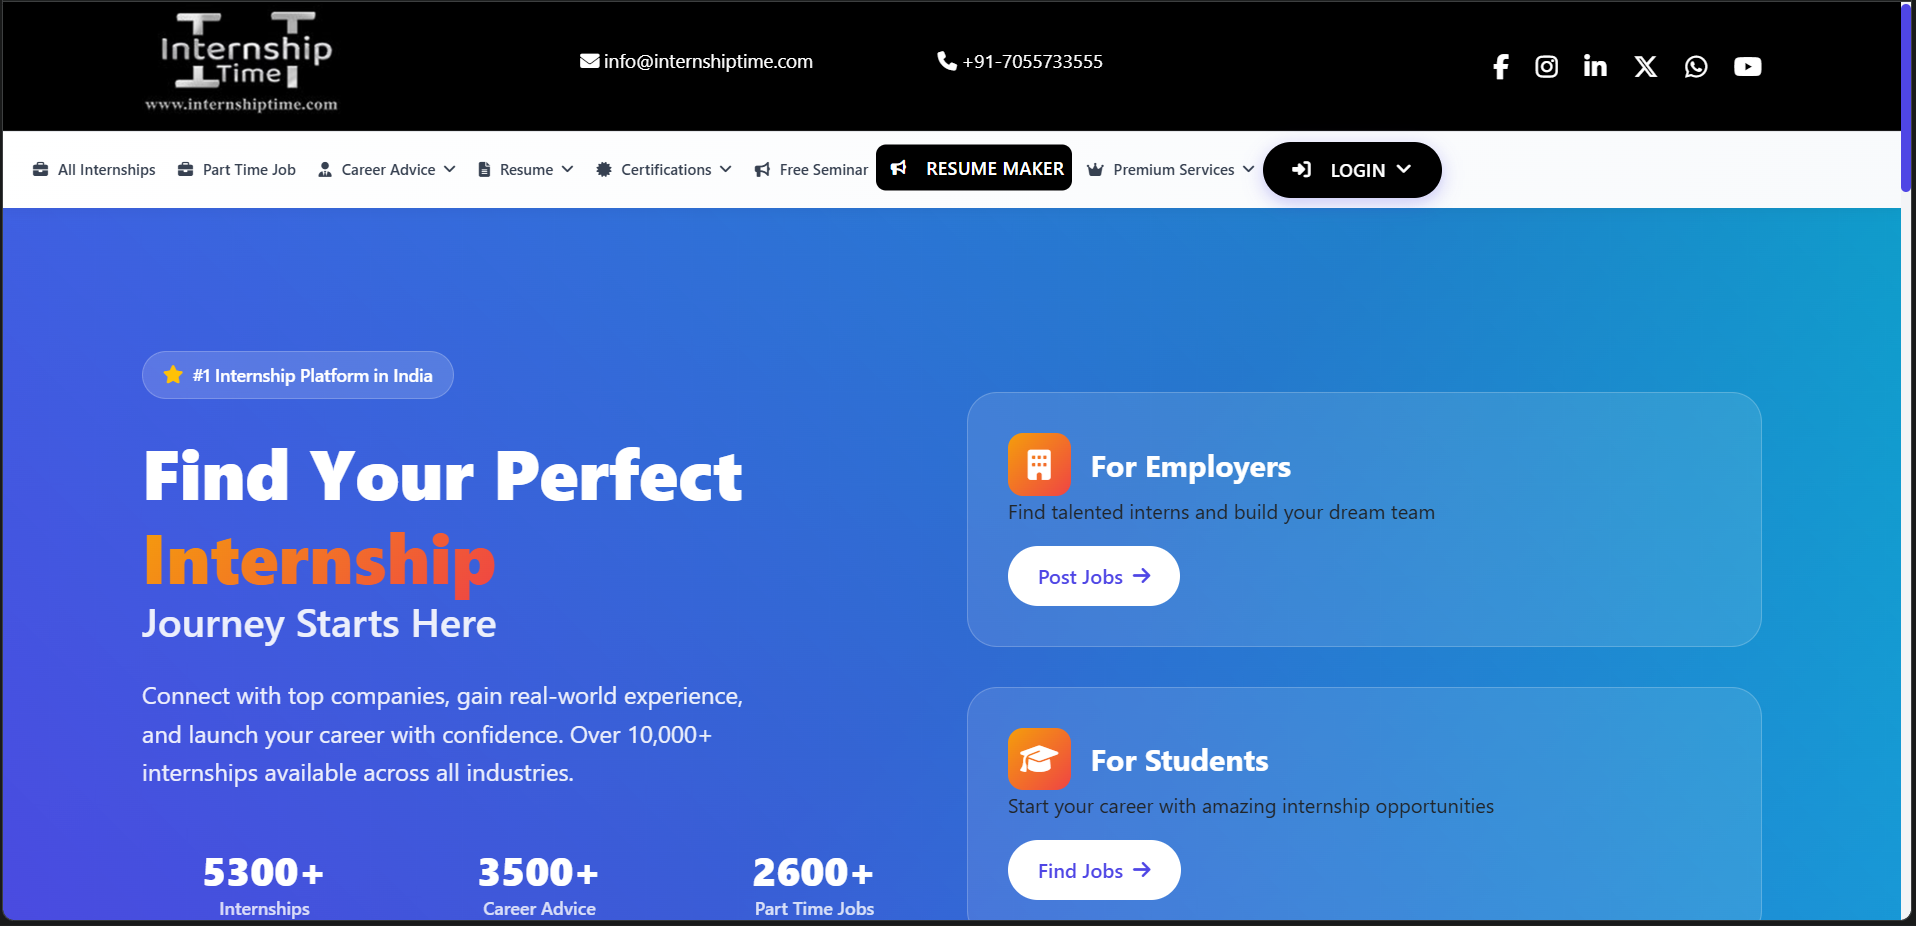 Internship
Time
www.internshiptime.com
info@internshiptime.com
+91-7055733555
All Internships
Part Time Job
Career Advice
Resume
Certifications
Free Seminar
RESUME MAKER
Premium Services
LOGIN
#1 Internship Platform in India
Find Your Perfect
Internship
Journey Starts Here
Connect with top companies, gain real-world experience,
and launch your career with confidence. Over 10,000+
internships available across all industries.
5300+
Internships
3500+
Career Advice
2600+
Part Time Jobs
For Employers
Find talented interns and build your dream team
Post Jobs
For Students
Start your career with amazing internship opportunities
Find Jobs